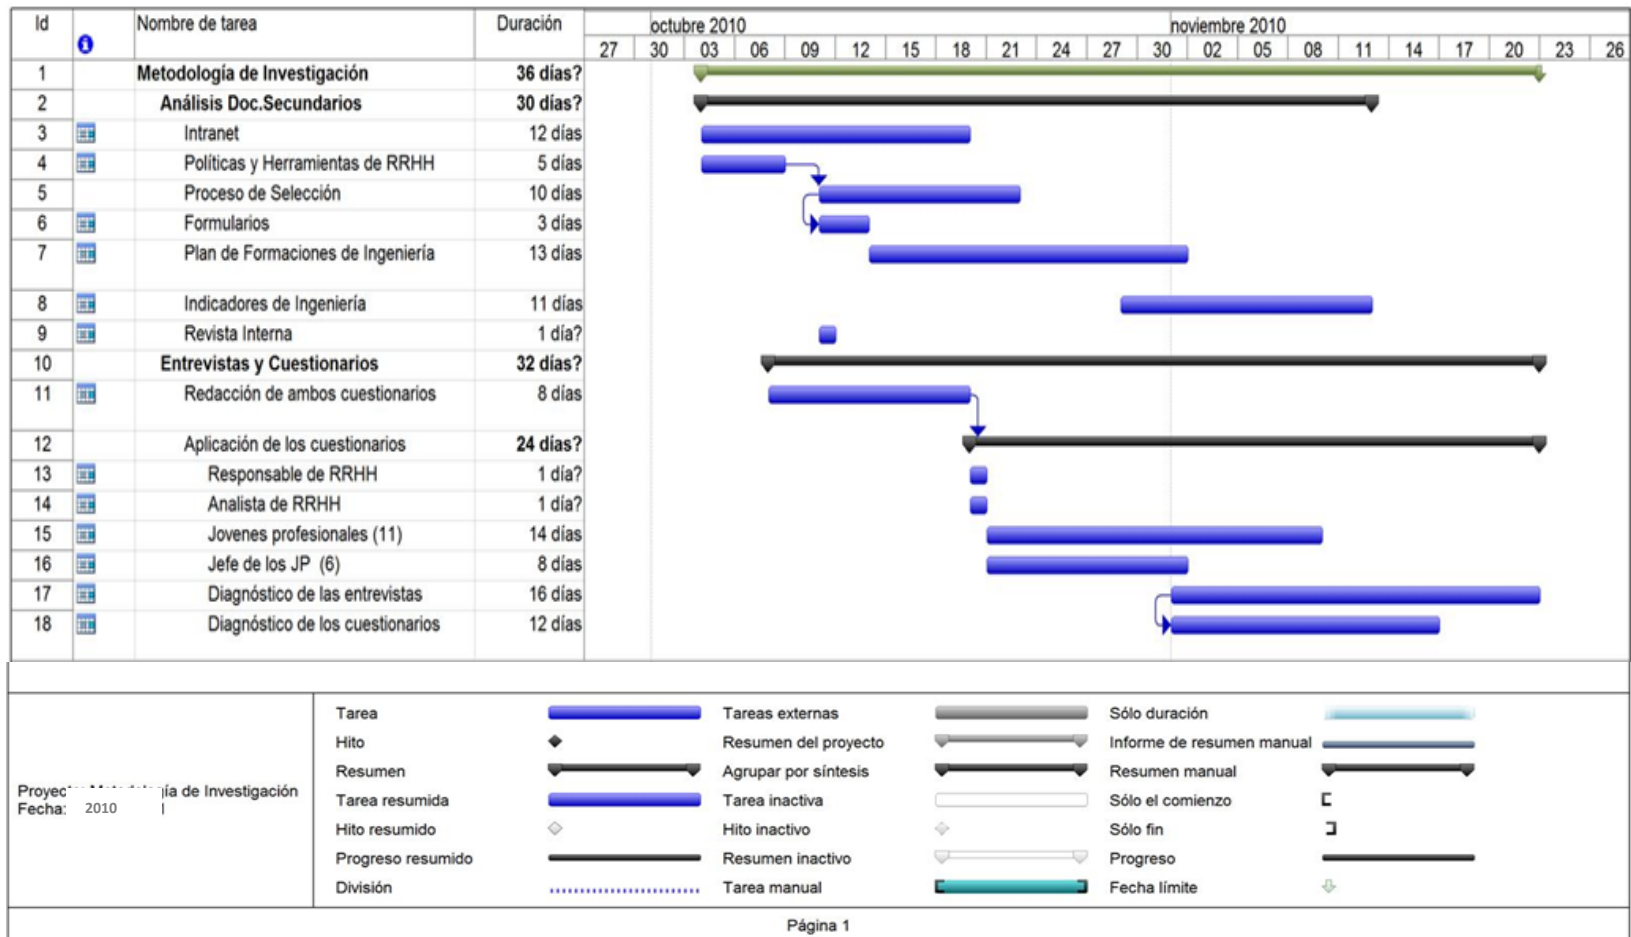 Id Nombre de tarea Duración octubre 2010 noviembre 2010
27 30 03 06 09 12 15 18 21 24 27 30 02 05 08 11 14 17 20 23 26
1 Metodología de Investigación 36 días?
2 Análisis Doc.Secundarios 30 días?
3 Intranet 12 días
4 Políticas y Herramientas de RRHH 5 días
5 Proceso de Selección 10 días
6 Formularios 3 días
7 Plan de Formaciones de Ingeniería 13 días
8 Indicadores de Ingeniería 11 días
9 Revista Interna 1 día?
10 Entrevistas y Cuestionarios 32 días?
11 Redacción de ambos cuestionarios 8 días
12 Aplicación de los cuestionarios 24 días?
13 Responsable de RRHH 1 día?
14 Analista de RRHH 1 día?
15 Jovenes profesionales (11) 14 días
16 Jefe de los JP (6) 8 días
17 Diagnóstico de las entrevistas 16 días
18 Diagnóstico de los cuestionarios 12 días
de Investigación
Fecha: 2010
Tarea Tareas externas Sólo duración
Hito Resumen del proyecto Informe de resumen manual
Resumen Agrupar por síntesis Resumen manual
Tarea resumida Tarea inactiva Sólo el comienzo
Hito resumido Hito inactivo Sólo fin
Progreso resumido Resumen inactivo Progreso
División Tarea manual Fecha límite
Página 1